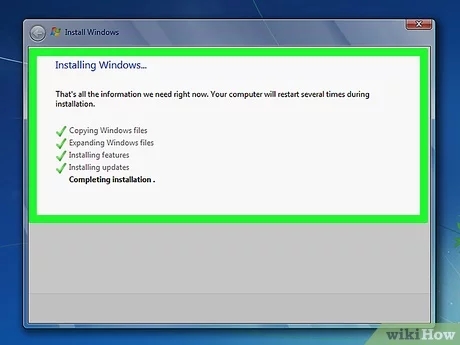 Install Windows
Installing Windows...
That's all the information we need right now. Your computer will restart several times during
installation.
Copying Windows files
Expanding Windows files
Installing features
Installing updates
Completing installation .
wikiHow